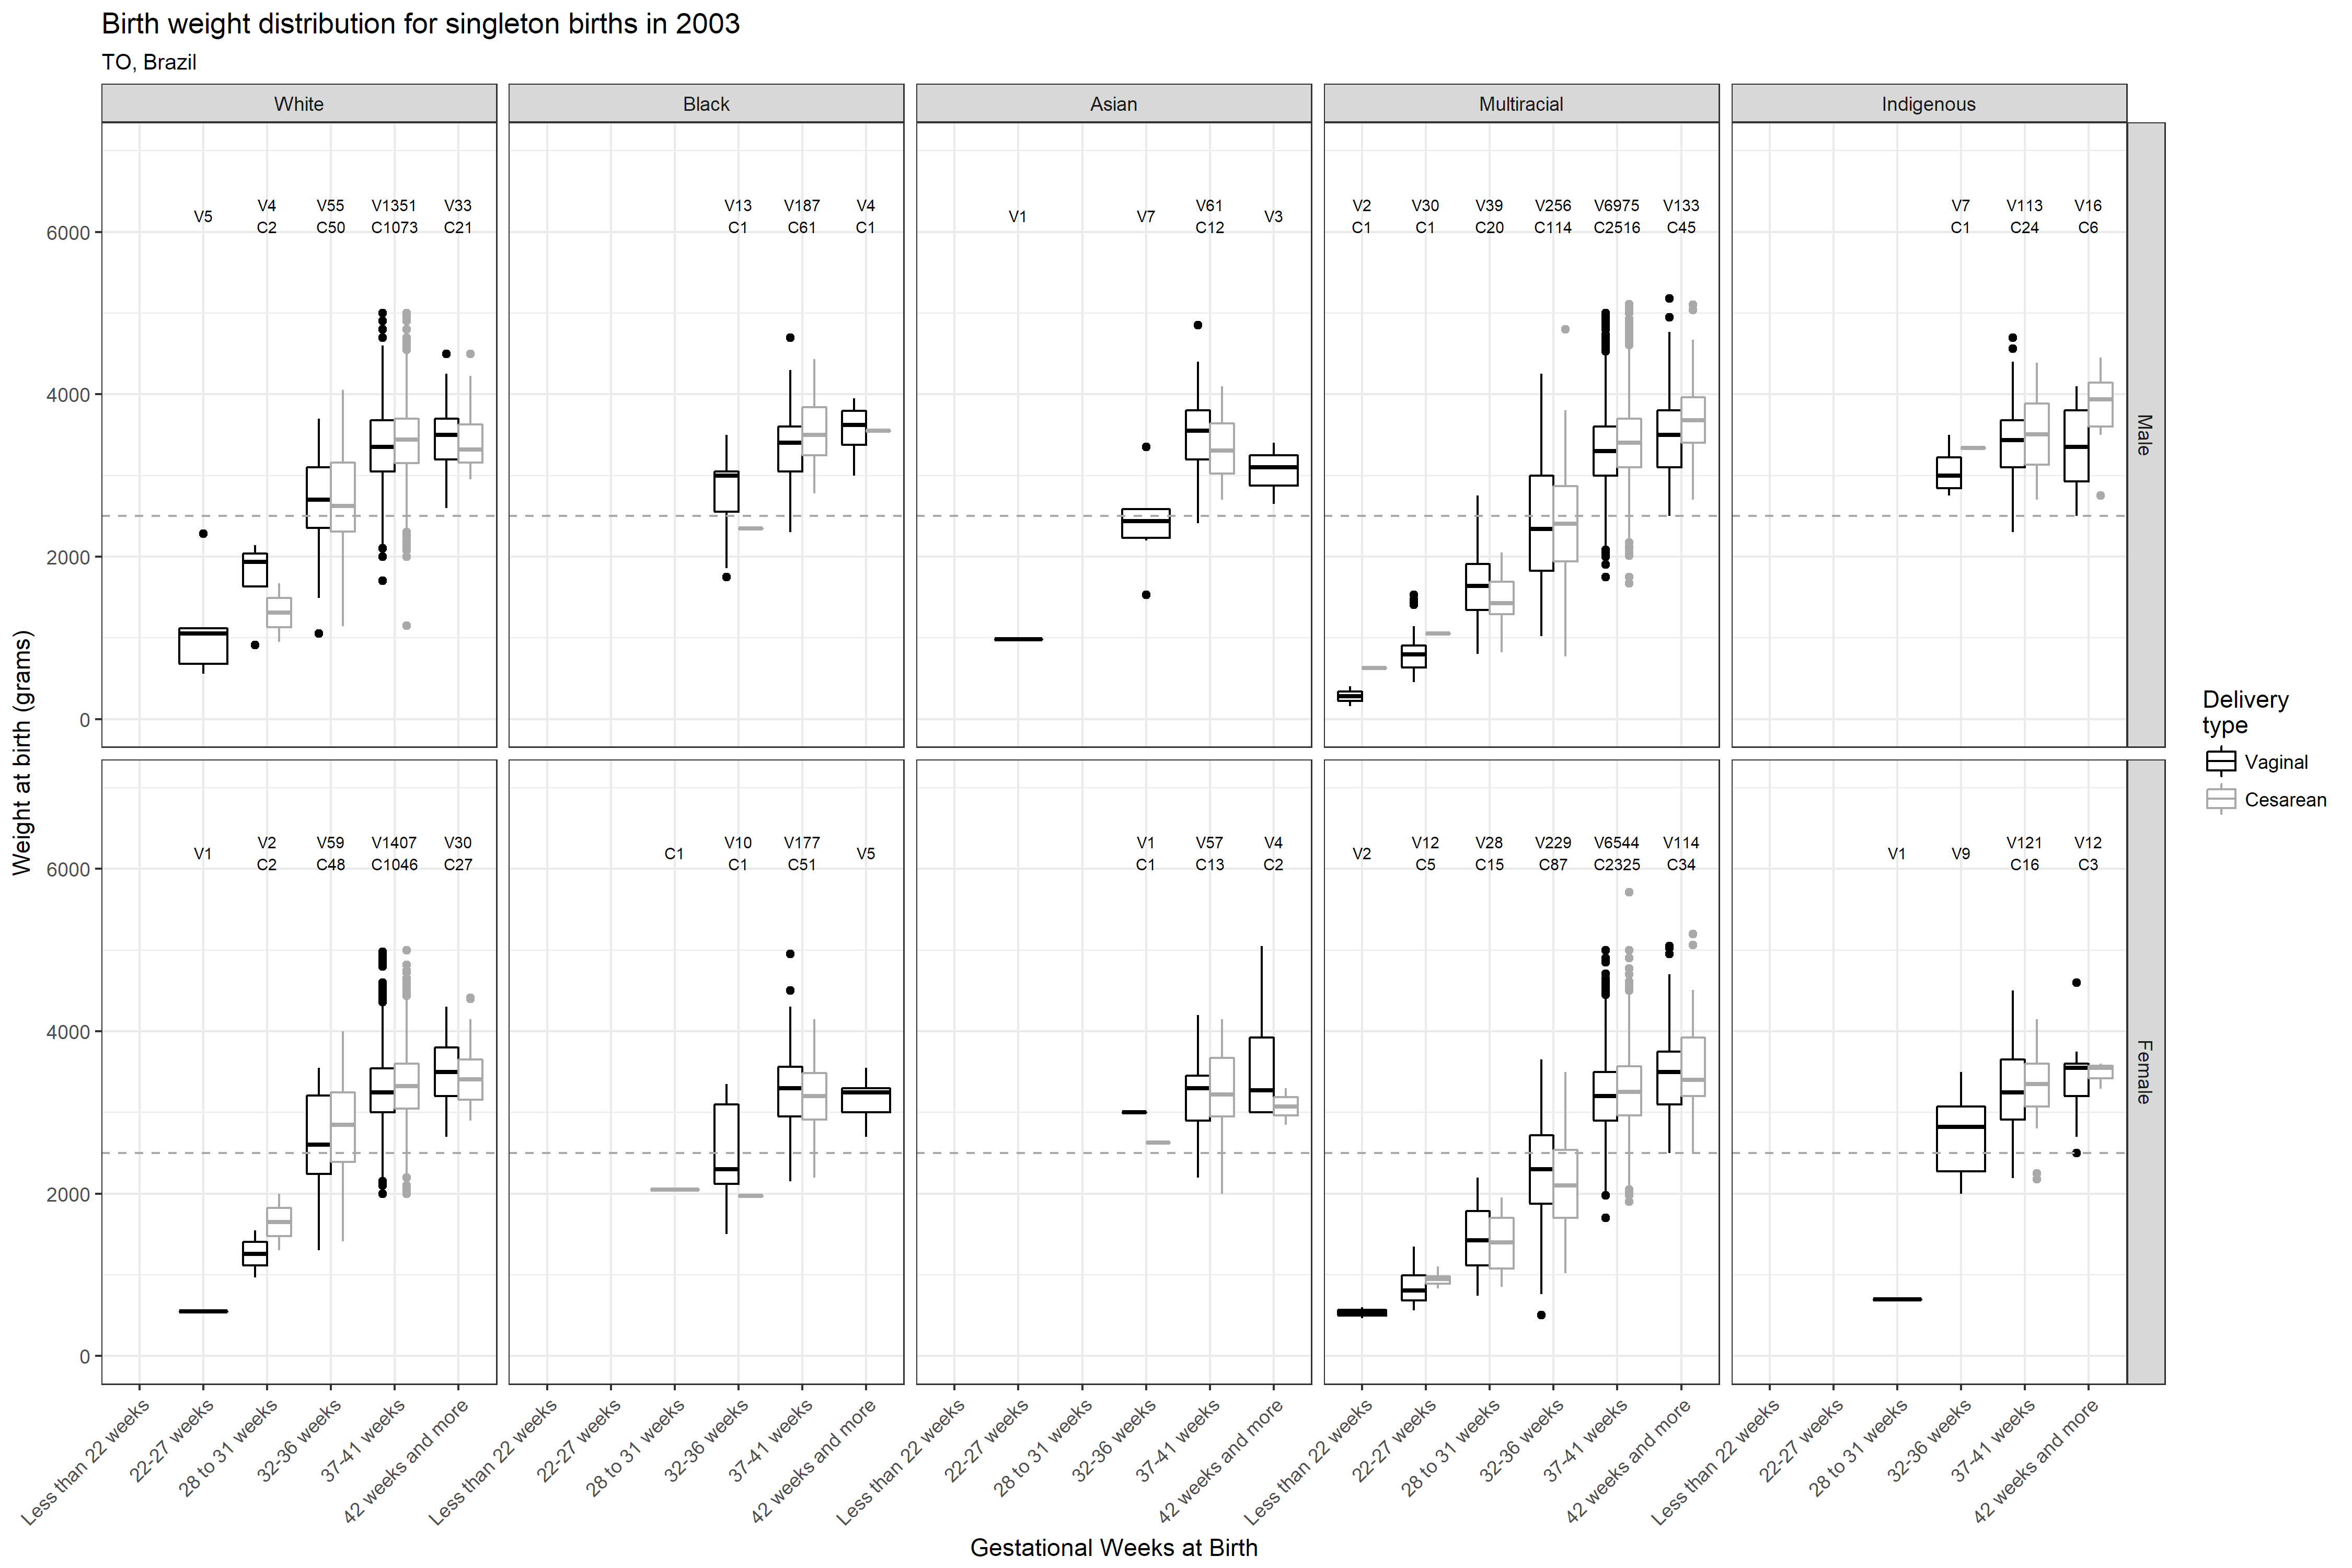 Birth weight distribution for singleton births in 2003
TO, Brazil
White
Black
Asian
Multiracial
Indigenous
Male
V5
V4
C2
V55
C50
V1351
C1073
V33
C21
V13
C1
V187
C61
V4
C1
V1
V7
V61
C12
V3
V2
C1
V30
C1
V39
C20
V256
C114
V6975
C2516
V133
C45
V7
C1
V113
C24
V16
C6
6000
4000
2000
0
Female
V1
V2
C2
V59
C48
V1407
C1046
V30
C27
C1
V10
C1
V177
C51
V5
V1
C1
V57
C13
V4
C2
V2
V12
C5
V28
C15
V229
C87
V6544
C2325
V114
C34
V1
V9
V121
C16
V12
C3
6000
4000
2000
0
Weight at birth (grams)
Less than 22 weeks
22-27 weeks
28 to 31 weeks
32-36 weeks
37-41 weeks
42 weeks and more
Less than 22 weeks
22-27 weeks
28 to 31 weeks
32-36 weeks
37-41 weeks
42 weeks and more
Less than 22 weeks
22-27 weeks
28 to 31 weeks
32-36 weeks
37-41 weeks
42 weeks and more
Less than 22 weeks
22-27 weeks
28 to 31 weeks
32-36 weeks
37-41 weeks
42 weeks and more
Less than 22 weeks
22-27 weeks
28 to 31 weeks
32-36 weeks
37-41 weeks
42 weeks and more
Gestational Weeks at Birth
Delivery
type
Vaginal
Cesarean